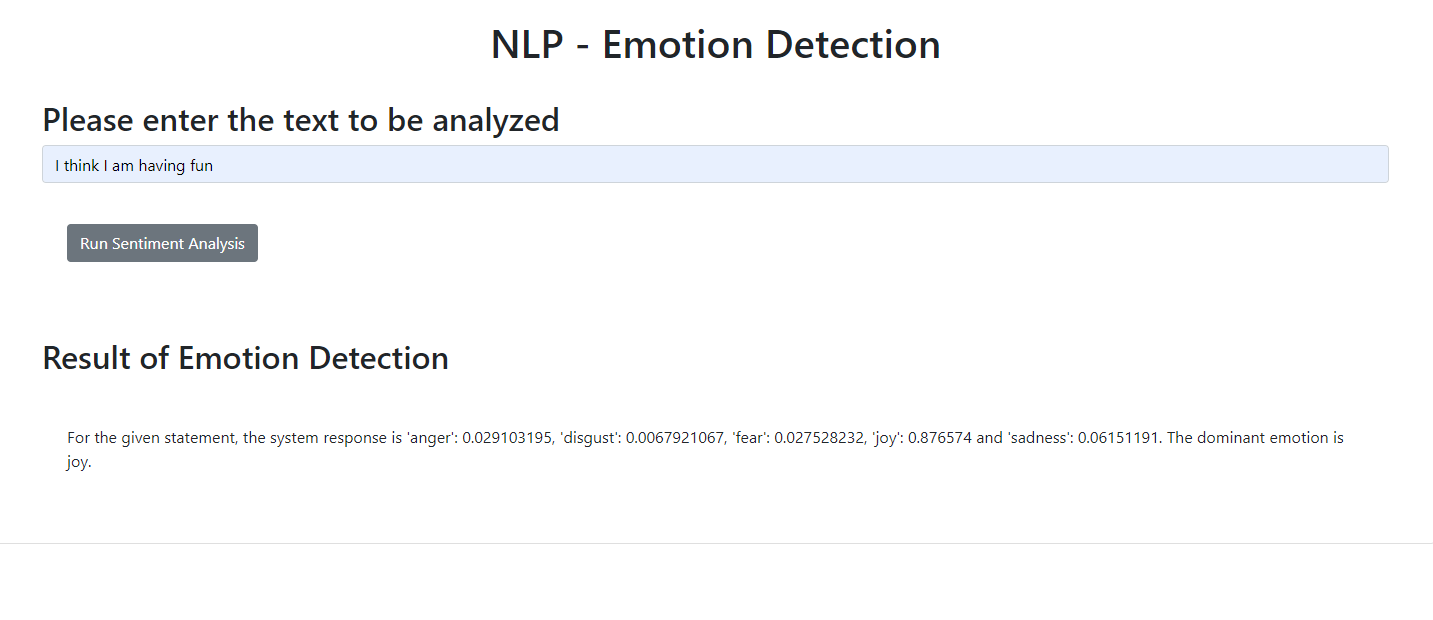 NLP - Emotion Detection
Please enter the text to be analyzed
I think I am having fun
Run Sentiment Analysis
Result of Emotion Detection
For the given statement, the system response is 'anger': 0.029103195, 'disgust': 0.0067921067, 'fear': 0.027528232, 'joy': 0.876574 and 'sadness': 0.06151191. The dominant emotion is
joy.